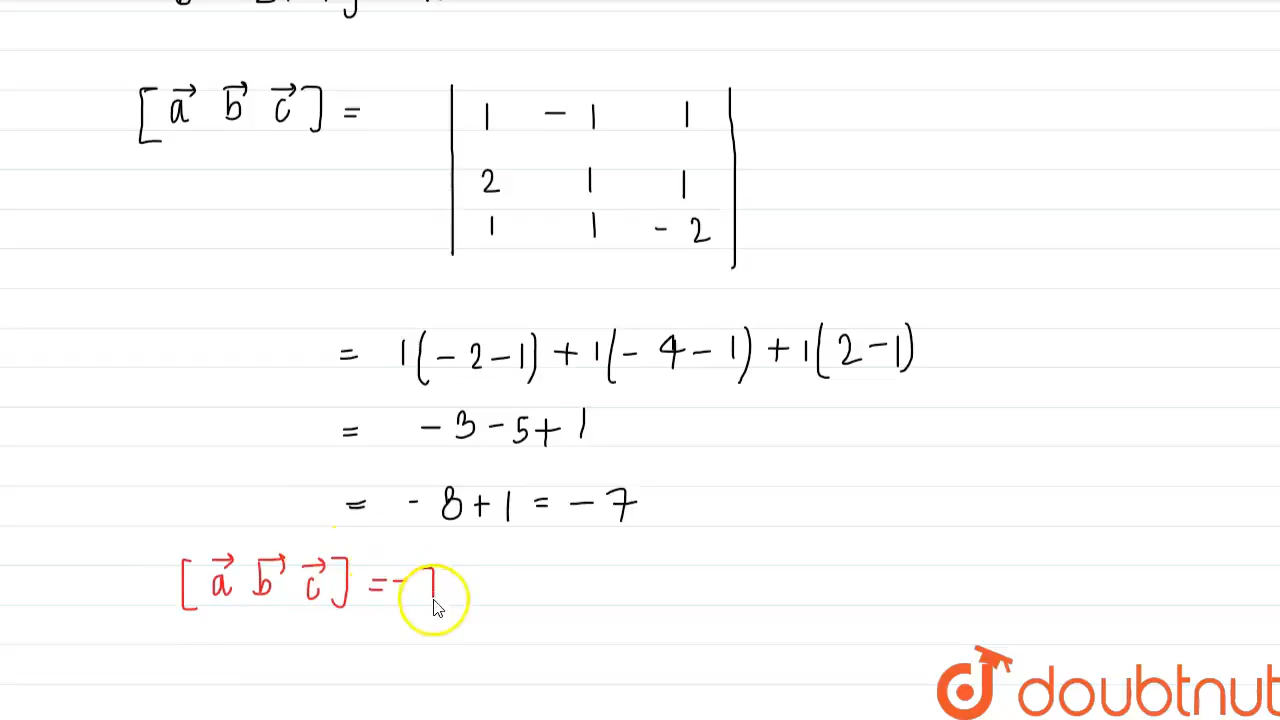 [a⃗ b⃗ c⃗] =
| 1 -1 1 |
| 2 1 1 |
| 1 1 -2 |
= 1(-2-1)+1(-4-1)+1(2-1)
= -3-5+1
= -8+1=-7
[a⃗ b⃗ c⃗] =-7
doubtnut